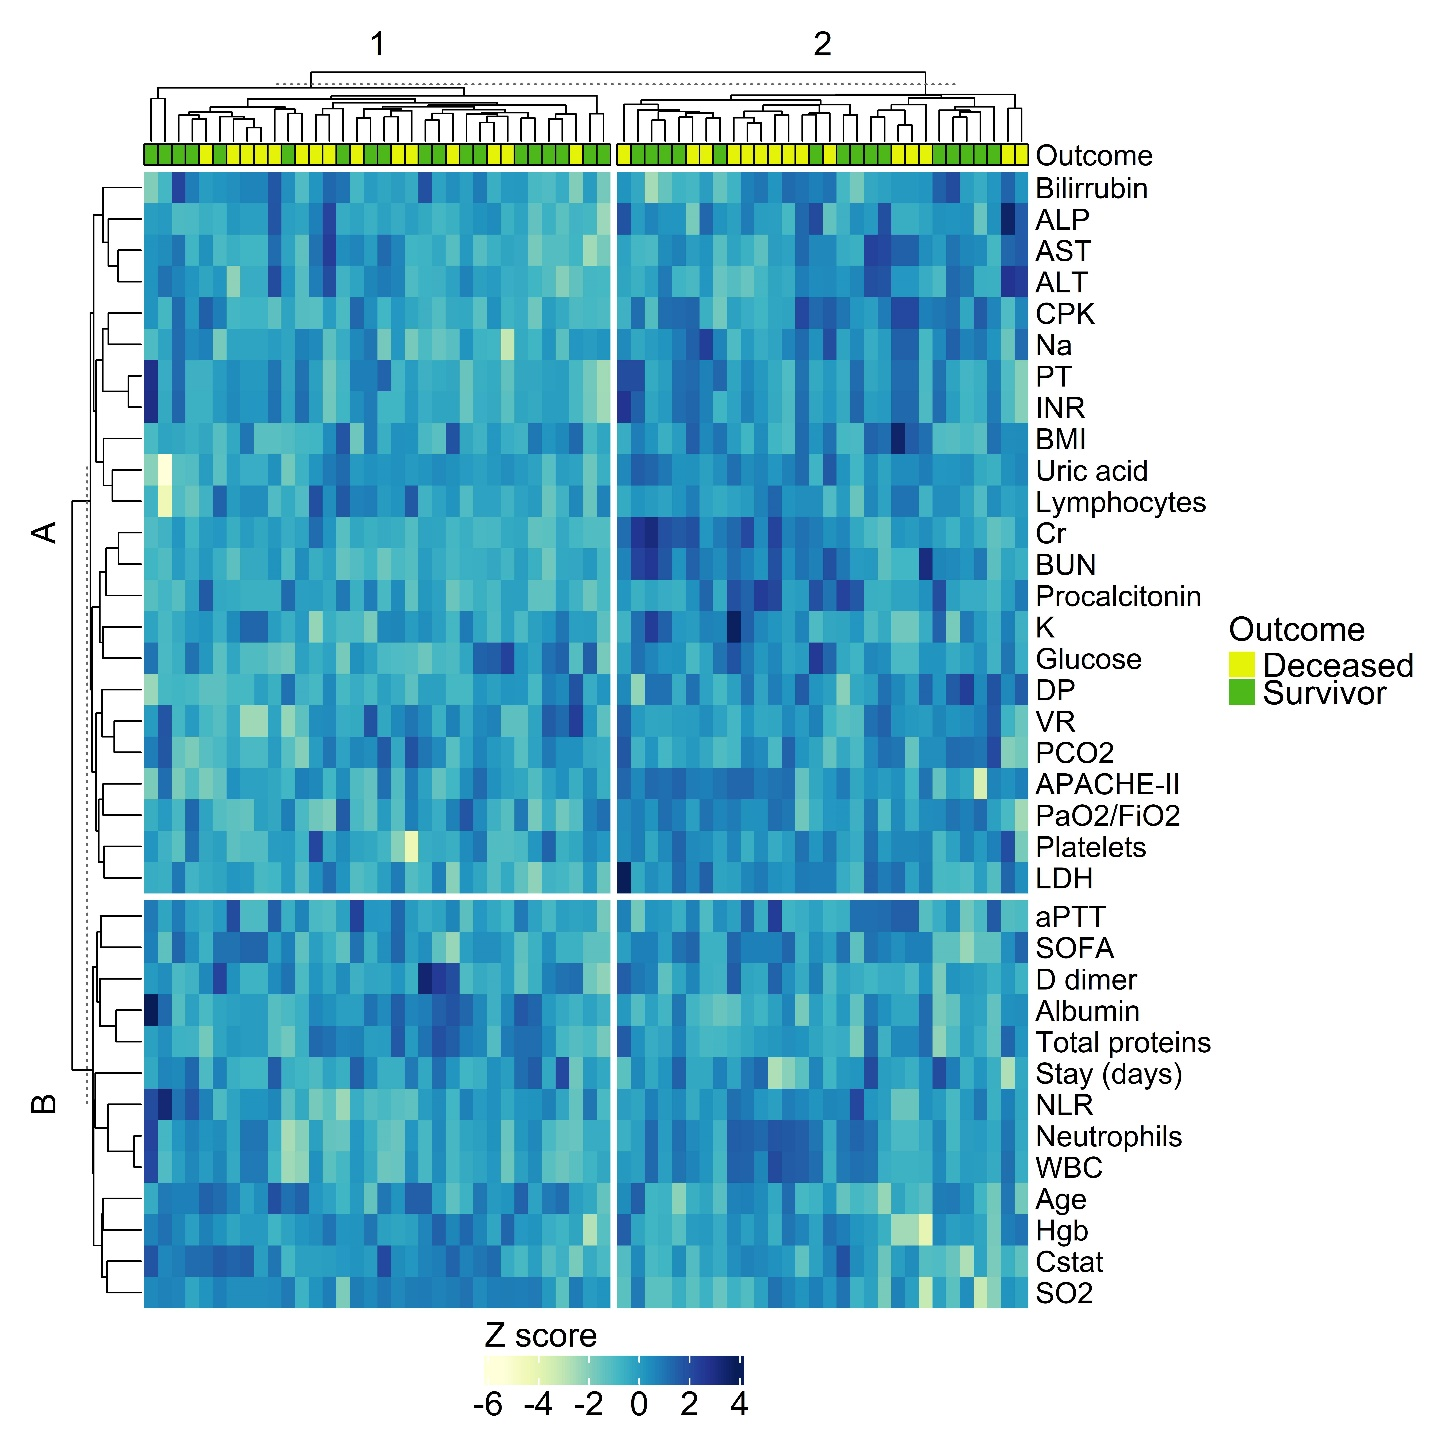 1
2
Outcome
Bilirrubin
ALP
AST
ALT
CPK
Na
PT
INR
BMI
Uric acid
Lymphocytes
A
Cr
BUN
Procalcitonin
K
Glucose
DP
VR
PCO2
APACHE-II
PaO2/FiO2
Platelets
LDH
Outcome
Deceased
Survivor
aPTT
SOFA
D dimer
Albumin
Total proteins
Stay (days)
B
NLR
Neutrophils
WBC
Age
Hgb
Cstat
SO2
Z score
-6 -4 -2 0 2 4